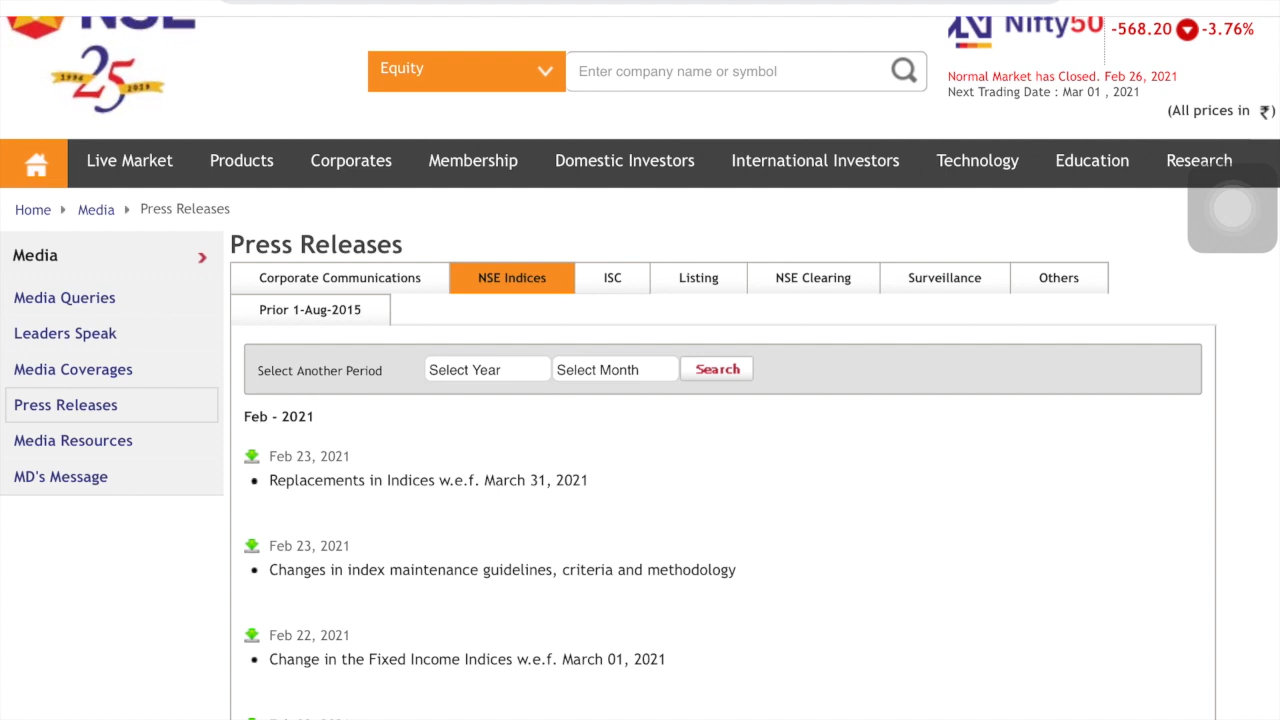 NSE
1994 25 2019
Equity
Enter company name or symbol
Nifty50 -568.20 -3.76%
Normal Market has Closed. Feb 26, 2021
Next Trading Date : Mar 01 , 2021
(All prices in ₹)
Live Market Products Corporates Membership Domestic Investors International Investors Technology Education Research
Home Media Press Releases
Media
Media Queries
Leaders Speak
Media Coverages
Press Releases
Media Resources
MD's Message
Press Releases
Corporate Communications NSE Indices ISC Listing NSE Clearing Surveillance Others
Prior 1-Aug-2015
Select Another Period Select Year Select Month Search
Feb - 2021
Feb 23, 2021
• Replacements in Indices w.e.f. March 31, 2021
Feb 23, 2021
• Changes in index maintenance guidelines, criteria and methodology
Feb 22, 2021
• Change in the Fixed Income Indices w.e.f. March 01, 2021